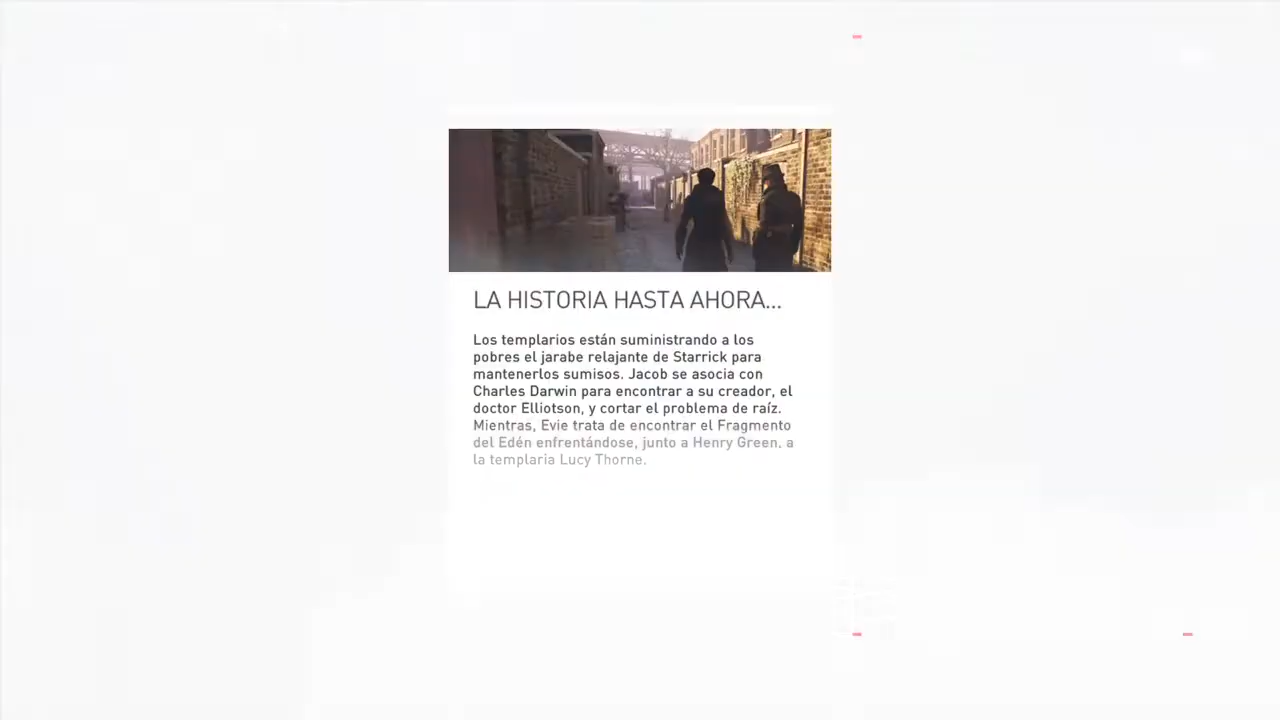 LA HISTORIA HASTA AHORA...
Los templarios están suministrando a los
pobres el jarabe relajante de Starrick para
mantenerlos sumisos. Jacob se asocia con
Charles Darwin para encontrar a su creador, el
doctor Elliotson, y cortar el problema de raíz.
Mientras, Evie trata de encontrar el Fragmento
del Edén enfrentándose, junto a Henry Green, a
la templaria Lucy Thorne.